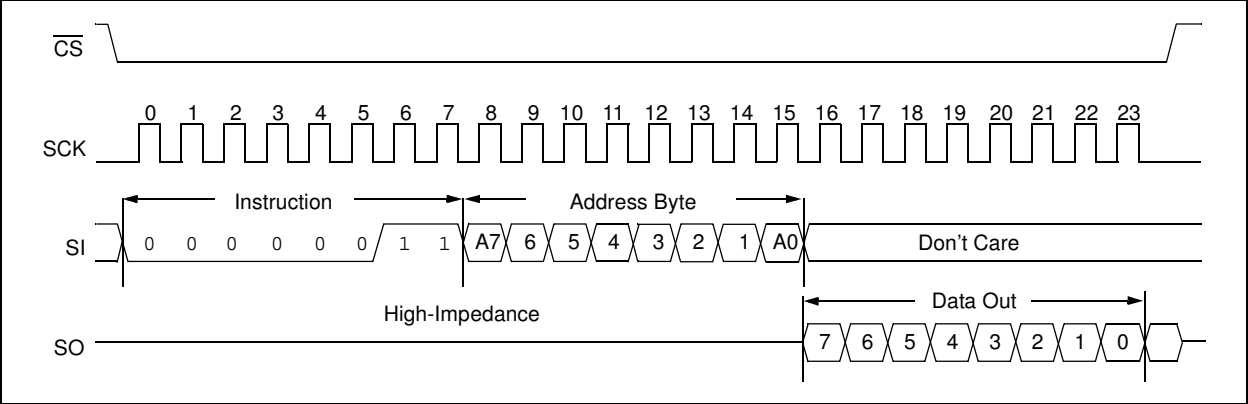 CS
0 1 2 3 4 5 6 7 8 9 10 11 12 13 14 15 16 17 18 19 20 21 22 23
SCK
Instruction Address Byte
SI 0 0 0 0 0 0 1 1 A7 6 5 4 3 2 1 A0 Don't Care
Data Out
High-Impedance
SO 7 6 5 4 3 2 1 0